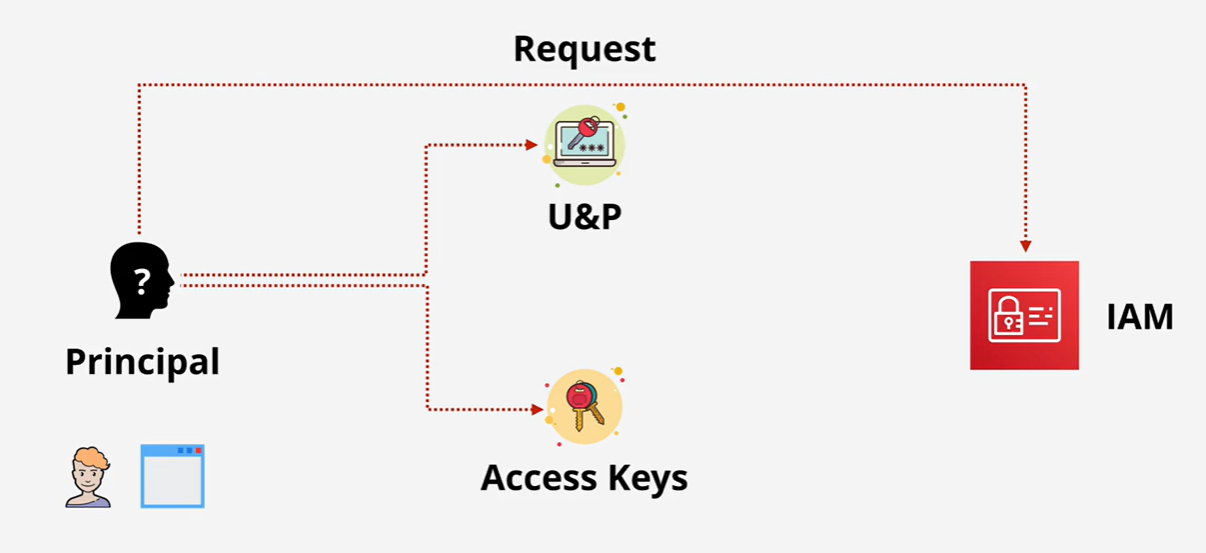 Request
U&P
?
Principal
IAM
Access Keys